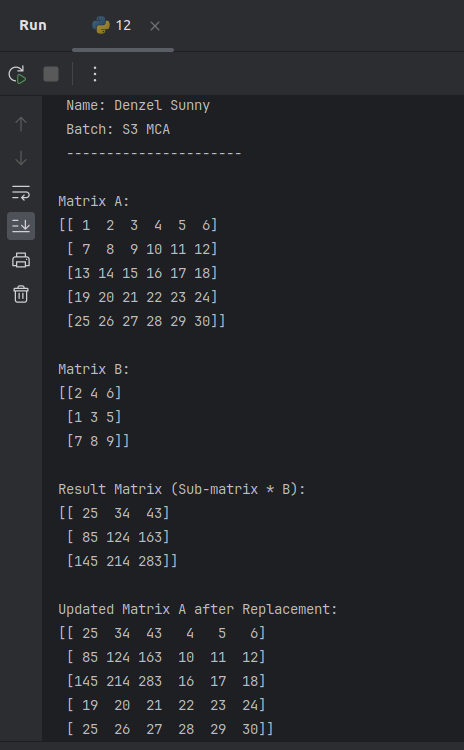 Run 12
Name: Denzel Sunny
Batch: S3 MCA
----------------------
Matrix A:
[[ 1  2  3  4  5  6]
 [ 7  8  9 10 11 12]
 [13 14 15 16 17 18]
 [19 20 21 22 23 24]
 [25 26 27 28 29 30]]
Matrix B:
[[2 4 6]
 [1 3 5]
 [7 8 9]]
Result Matrix (Sub-matrix * B):
[[ 25  34  43]
 [ 85 124 163]
 [145 214 283]]
Updated Matrix A after Replacement:
[[ 25  34  43   4   5   6]
 [ 85 124 163  10  11  12]
 [145 214 283  16  17  18]
 [ 19  20  21  22  23  24]
 [ 25  26  27  28  29  30]]